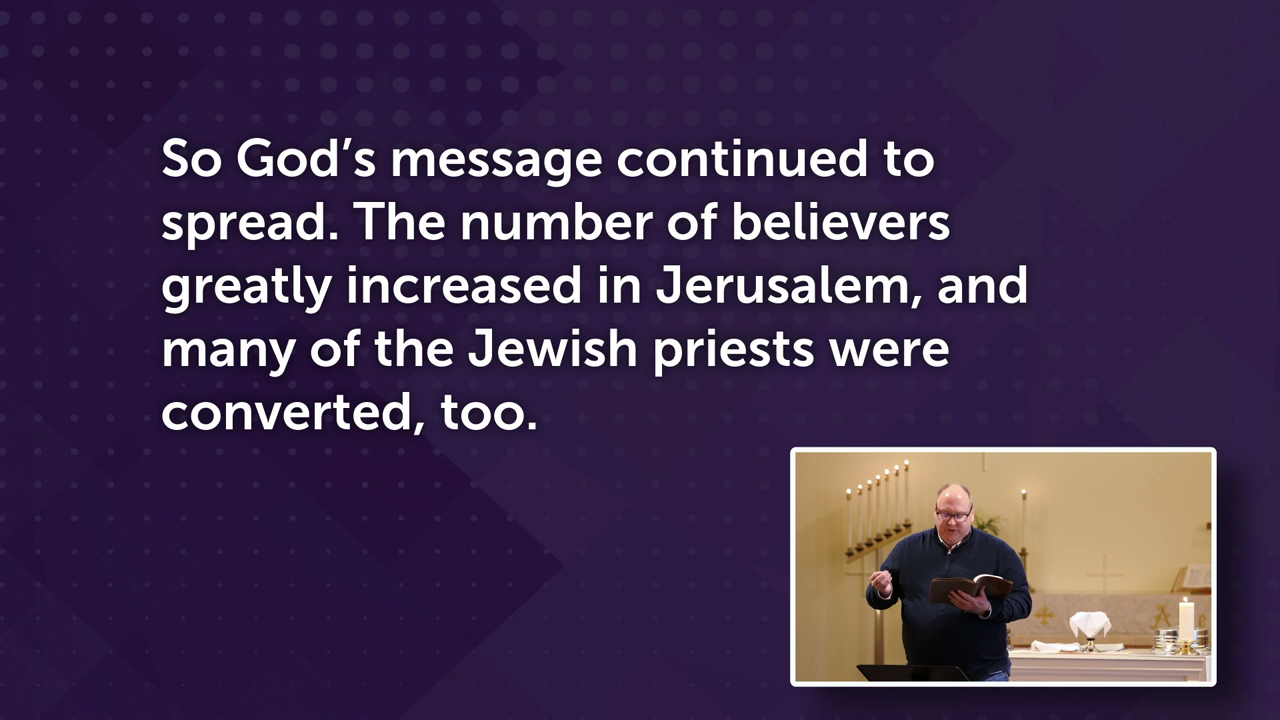 So God’s message continued to
spread. The number of believers
greatly increased in Jerusalem, and
many of the Jewish priests were
converted, too.